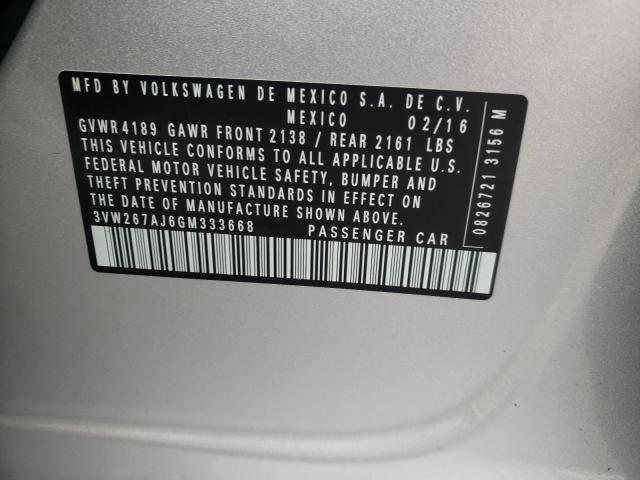 MFD BY VOLKSWAGEN DE MEXICO S.A. DE C.V.
MEXICO 02/16
GVWR 4189 GAWR FRONT 2138 / REAR 2161 LBS
THIS VEHICLE CONFORMS TO ALL APPLICABLE U.S.
FEDERAL MOTOR VEHICLE SAFETY, BUMPER AND
THEFT PREVENTION STANDARDS IN EFFECT ON
THE DATE OF MANUFACTURE SHOWN ABOVE.
3VW267AJ6GM333668 PASSENGER CAR
0826721 3156 M